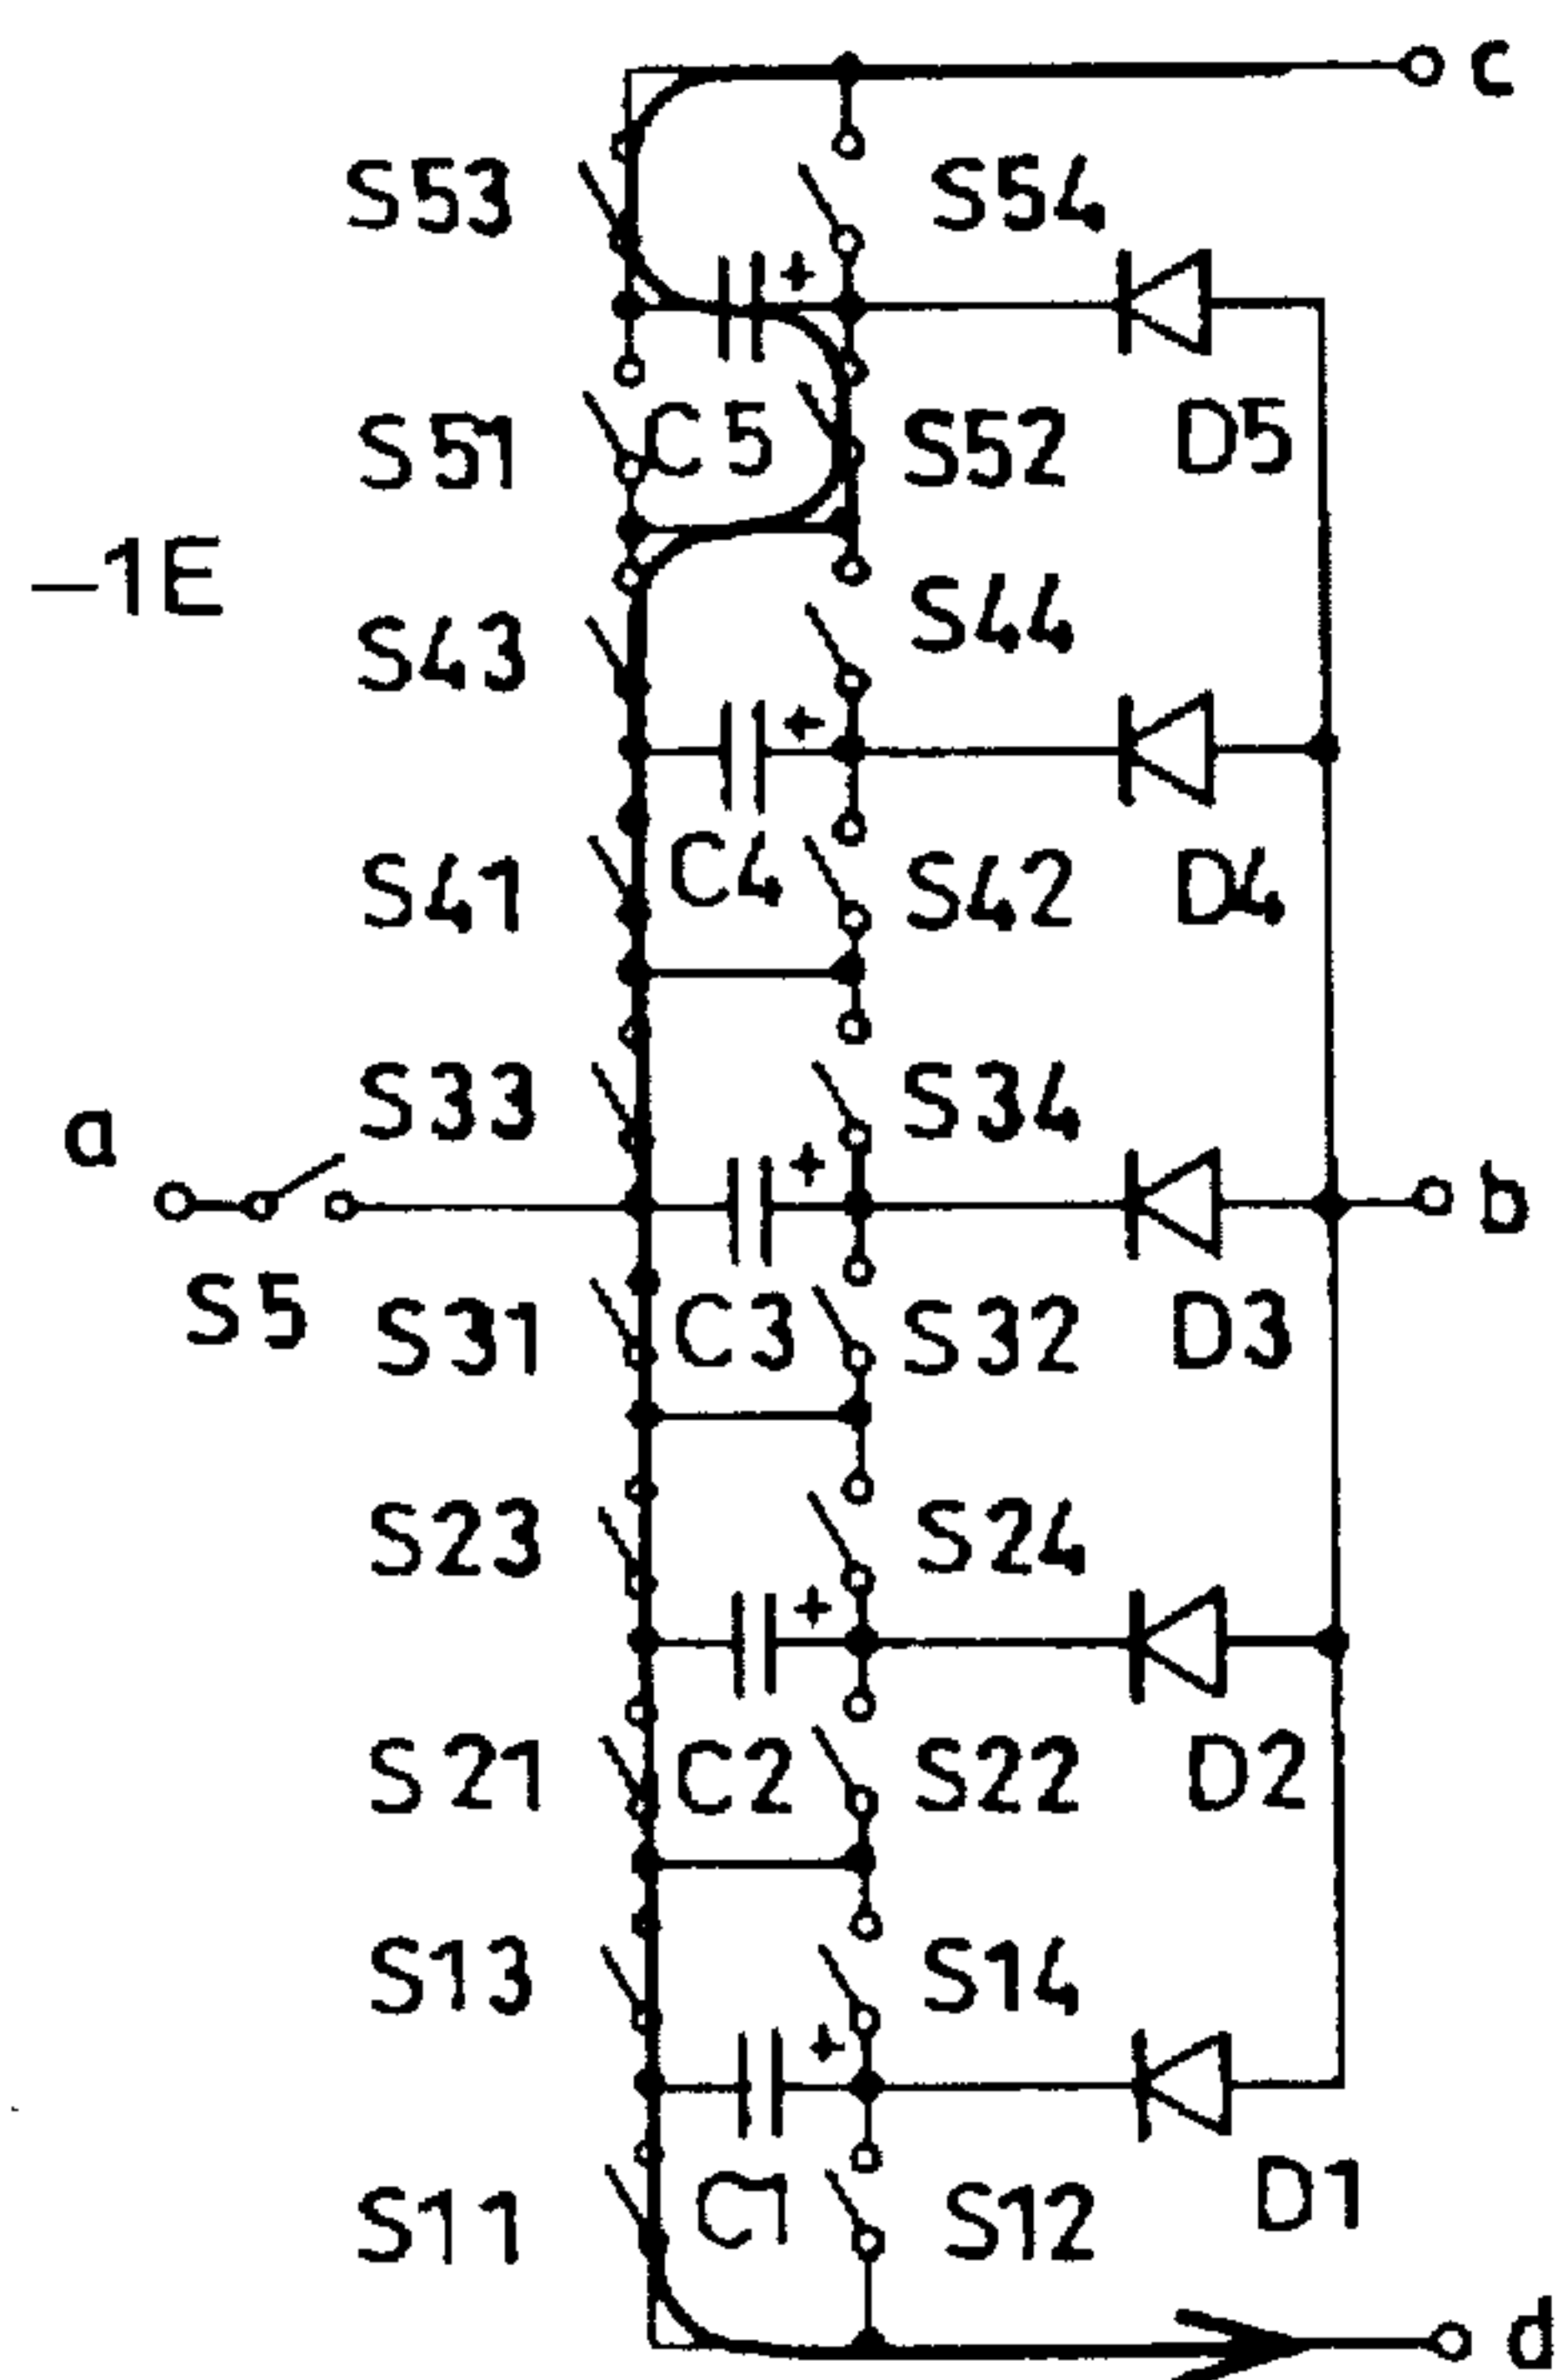 c
S53 S54
+
S51 C5 S52 D5
–1E
S43 S44
+
S41 C4 S42 D4
S33 S34
a
+
b
S5 S31 C3 S32 D3
S23 S24
+
S21 C2 S22 D2
S13 S14
+
S11 C1 S12 D1
d